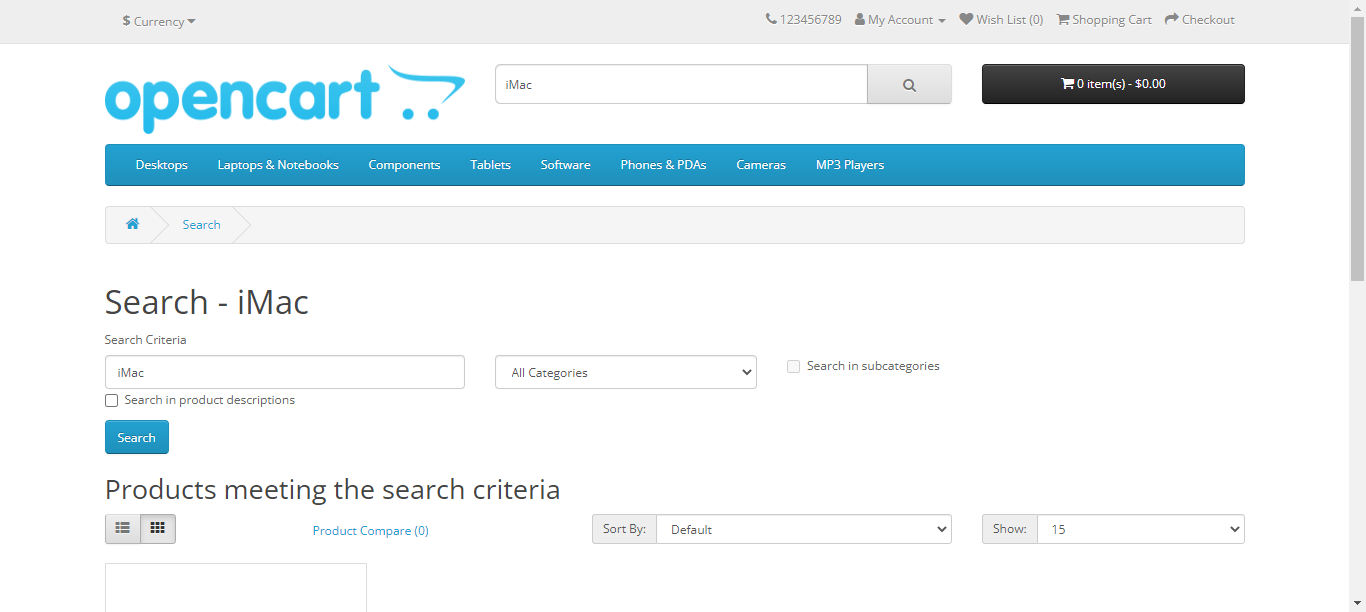 $ Currency
123456789 My Account Wish List (0) Shopping Cart Checkout
opencart
iMac
0 item(s) - $0.00
Desktops Laptops & Notebooks Components Tablets Software Phones & PDAs Cameras MP3 Players
Search
Search - iMac
Search Criteria
iMac All Categories Search in subcategories
Search in product descriptions
Search
Products meeting the search criteria
Product Compare (0) Sort By: Default Show: 15